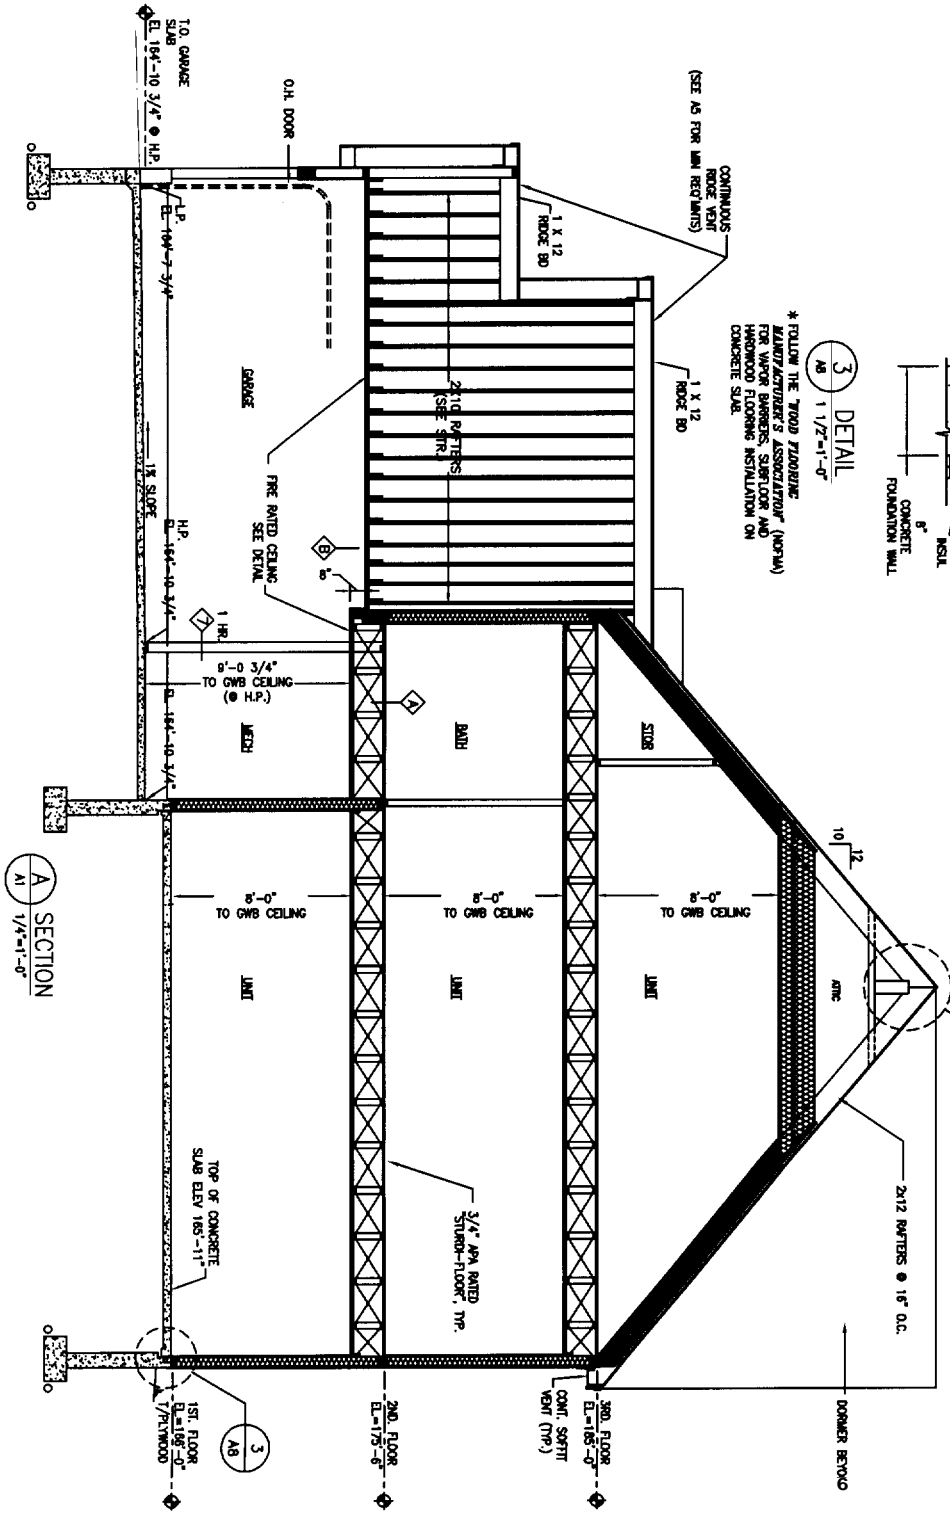 INSUL
8"
CONCRETE
FOUNDATION WALL
3
A8
DETAIL
1 1/2"=1'-0"
* FOLLOW THE "WOOD FLOORING
MANUFACTURER'S ASSOCIATION" (NOFMA)
FOR VAPOR BARRIERS, SUBFLOOR AND
HARDWOOD FLOORING INSTALLATION ON
CONCRETE SLAB.
CONTINUOUS
RIDGE VENT
(SEE A5 FOR MIN REQ'MNTS)
1 X 12
RIDGE BD
1 X 12
RIDGE BD
2X10 RAFTERS
(SEE STR.)
10
12
ATTIC
2x12 RAFTERS @ 16" O.C.
DORMER BEYOND
STOR
UNIT
8'-0"
TO GWB CEILING
3RD. FLOOR
EL=185'-0"
CONT. SOFFIT
VENT (TYP.)
BATH
UNIT
8'-0"
TO GWB CEILING
3/4" APA RATED
"STURDI-FLOOR", TYP.
2ND. FLOOR
EL=175'-6"
O.H. DOOR
GARAGE
FIRE RATED CEILING
SEE DETAIL
B
8"
A
7
1 HR.
9'-0 3/4"
TO GWB CEILING
(@ H.P.)
MECH
UNIT
8'-0"
TO GWB CEILING
TOP OF CONCRETE
SLAB ELEV 165'-11"
1ST. FLOOR
EL=166'-0"
T/PLYWOOD
3
A8
T.O. GARAGE
SLAB
EL 164'-10 3/4" @ H.P.
L.P.
EL 164'-7 3/4"
1% SLOPE
H.P.
EL 164'-10 3/4"
EL 164'-10 3/4"
A
A1
SECTION
1/4"=1'-0"